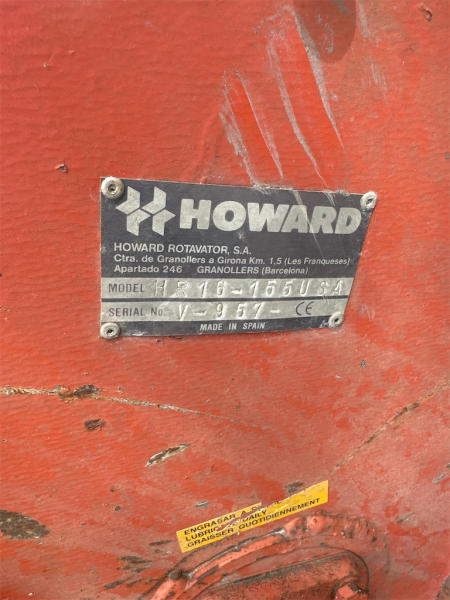 HOWARD
HOWARD ROTAVATOR, S.A.
Ctra. de Granollers a Girona Km. 1,5 (Les Franqueses)
Apartado 246 GRANOLLERS (Barcelona)
MODEL HR16-155USA
SERIAL No. V-957- CE
MADE IN SPAIN
ENGRASAR A
LUBRICATE DAILY
GRAISSER QUOTIDIENNEMENT